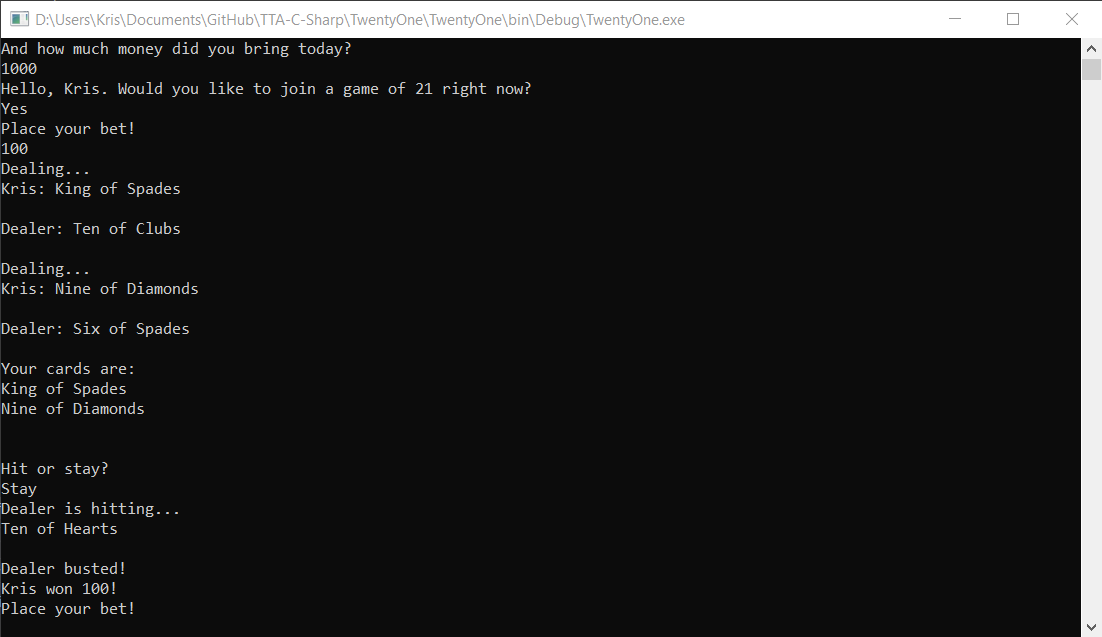 D:\Users\Kris\Documents\GitHub\TTA-C-Sharp\TwentyOne\TwentyOne\bin\Debug\TwentyOne.exe
And how much money did you bring today?
1000
Hello, Kris. Would you like to join a game of 21 right now?
Yes
Place your bet!
100
Dealing...
Kris: King of Spades
Dealer: Ten of Clubs
Dealing...
Kris: Nine of Diamonds
Dealer: Six of Spades
Your cards are:
King of Spades
Nine of Diamonds
Hit or stay?
Stay
Dealer is hitting...
Ten of Hearts
Dealer busted!
Kris won 100!
Place your bet!